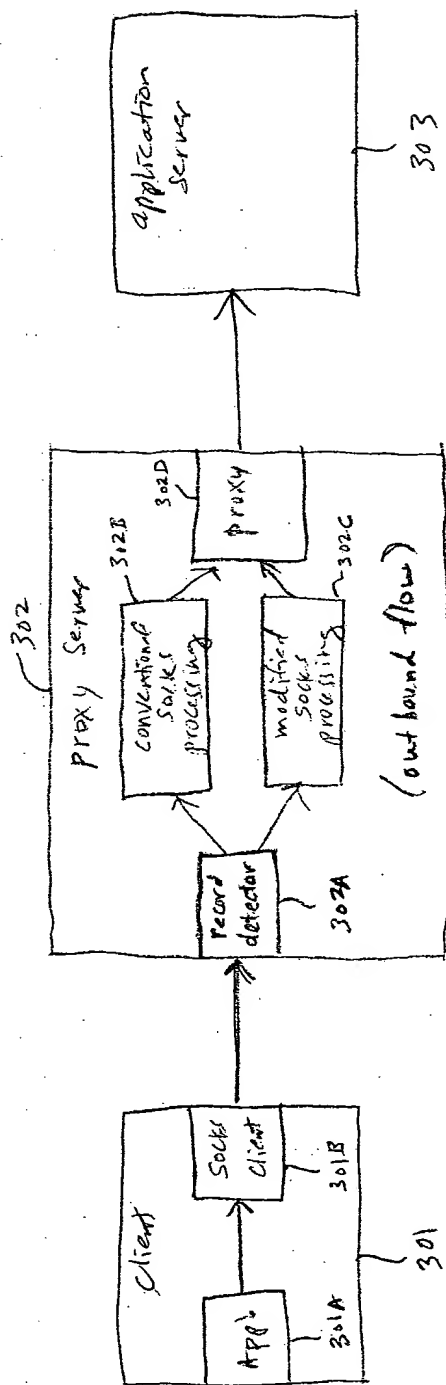 Client
Appl
301A
Socks
Client
301B
301
302
Proxy Server
record
detector
302A
conventional
socks
processing
302B
modified
socks
processing
302C
proxy
302D
(outbound flow)
application
server
303